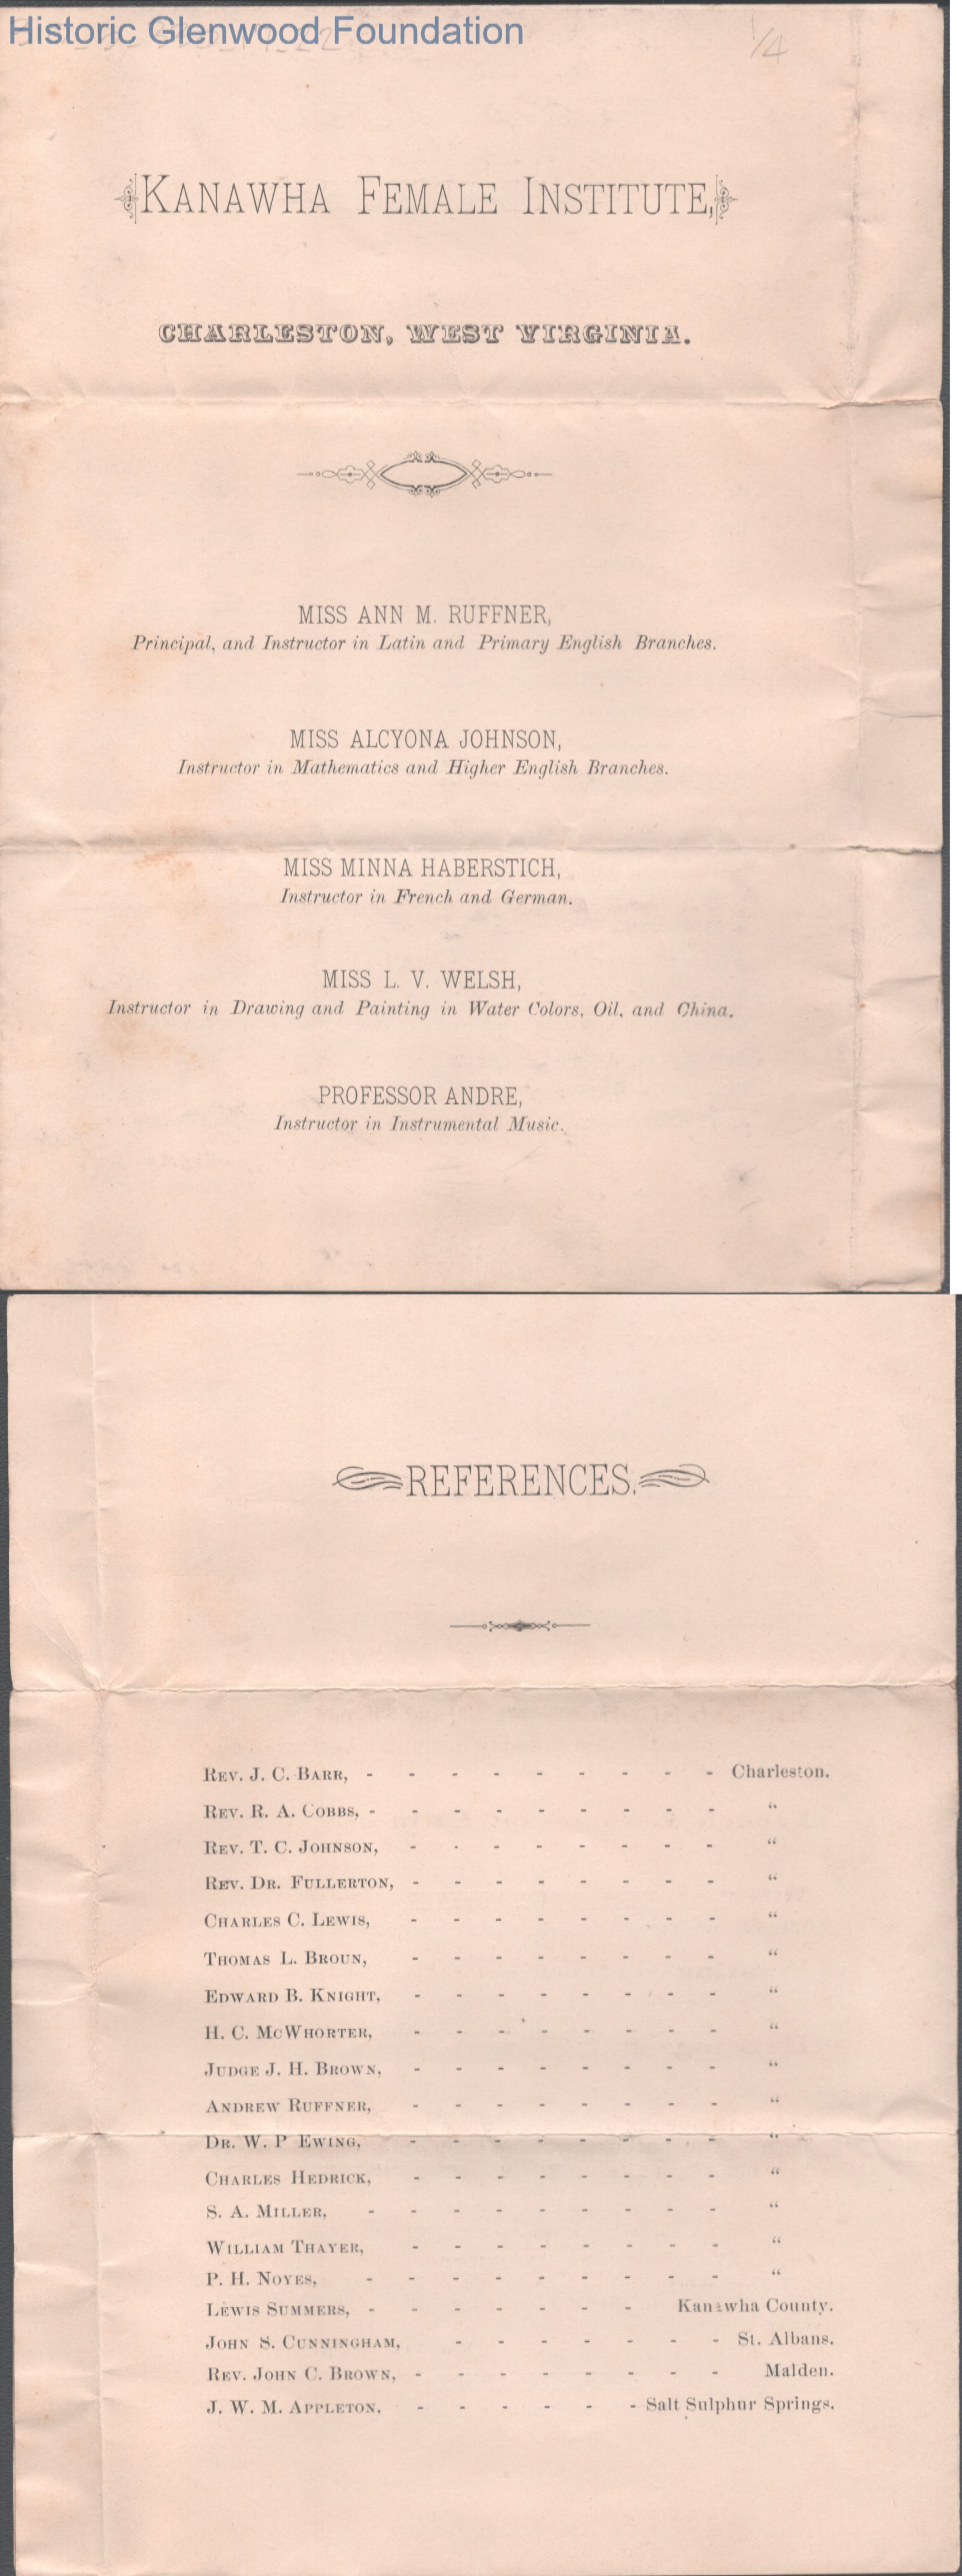 Historic Glenwood Foundation
1/4
KANAWHA FEMALE INSTITUTE,
CHARLESTON, WEST VIRGINIA.
MISS ANN M. RUFFNER,
Principal, and Instructor in Latin and Primary English Branches.
MISS ALCYONA JOHNSON,
Instructor in Mathematics and Higher English Branches.
MISS MINNA HABERSTICH,
Instructor in French and German.
MISS L. V. WELSH,
Instructor in Drawing and Painting in Water Colors, Oil, and China.
PROFESSOR ANDRE,
Instructor in Instrumental Music.
REFERENCES.
REV. J. C. BARR, - - - - - - - - - Charleston.
REV. R. A. COBBS, - - - - - - - - - “
REV. T. C. JOHNSON, - - - - - - - - “
REV. DR. FULLERTON, - - - - - - - - “
CHARLES C. LEWIS, - - - - - - - - “
THOMAS L. BROUN, - - - - - - - - “
EDWARD B. KNIGHT, - - - - - - - - “
H. C. MCWHORTER, - - - - - - - - “
JUDGE J. H. BROWN, - - - - - - - - “
ANDREW RUFFNER, - - - - - - - - “
DR. W. P EWING, - - - - - - - - “
CHARLES HEDRICK, - - - - - - - - “
S. A. MILLER, - - - - - - - - - “
WILLIAM THAYER, - - - - - - - - “
P. H. NOYES, - - - - - - - - - “
LEWIS SUMMERS, - - - - - - - Kanawha County.
JOHN S. CUNNINGHAM, - - - - - - - St. Albans.
REV. JOHN C. BROWN, - - - - - - - - Malden.
J. W. M. APPLETON, - - - - - - Salt Sulphur Springs.